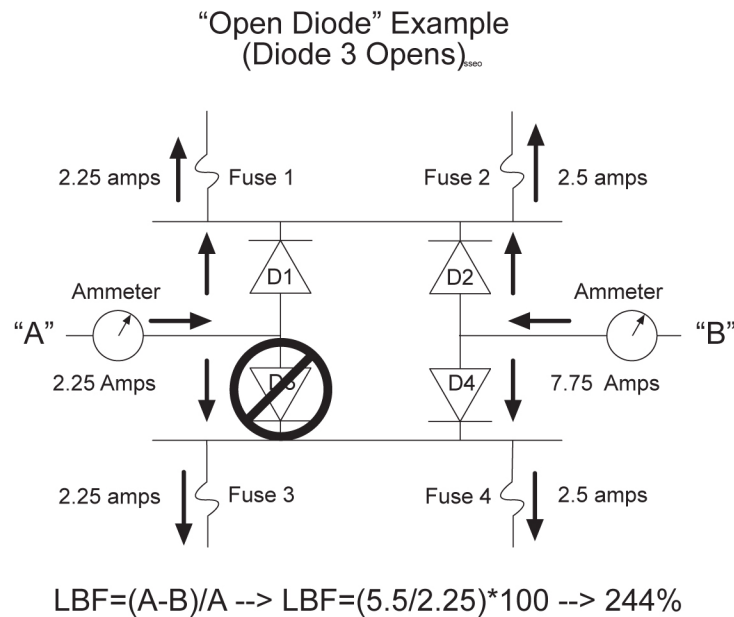 “Open Diode” Example
(Diode 3 Opens)sseo
2.25 amps
Fuse 1
Fuse 2
2.5 amps
D1
D2
Ammeter
Ammeter
“A”
“B”
2.25 Amps
D3
D4
7.75 Amps
2.25 amps
Fuse 3
Fuse 4
2.5 amps
LBF=(A-B)/A --> LBF=(5.5/2.25)*100 --> 244%